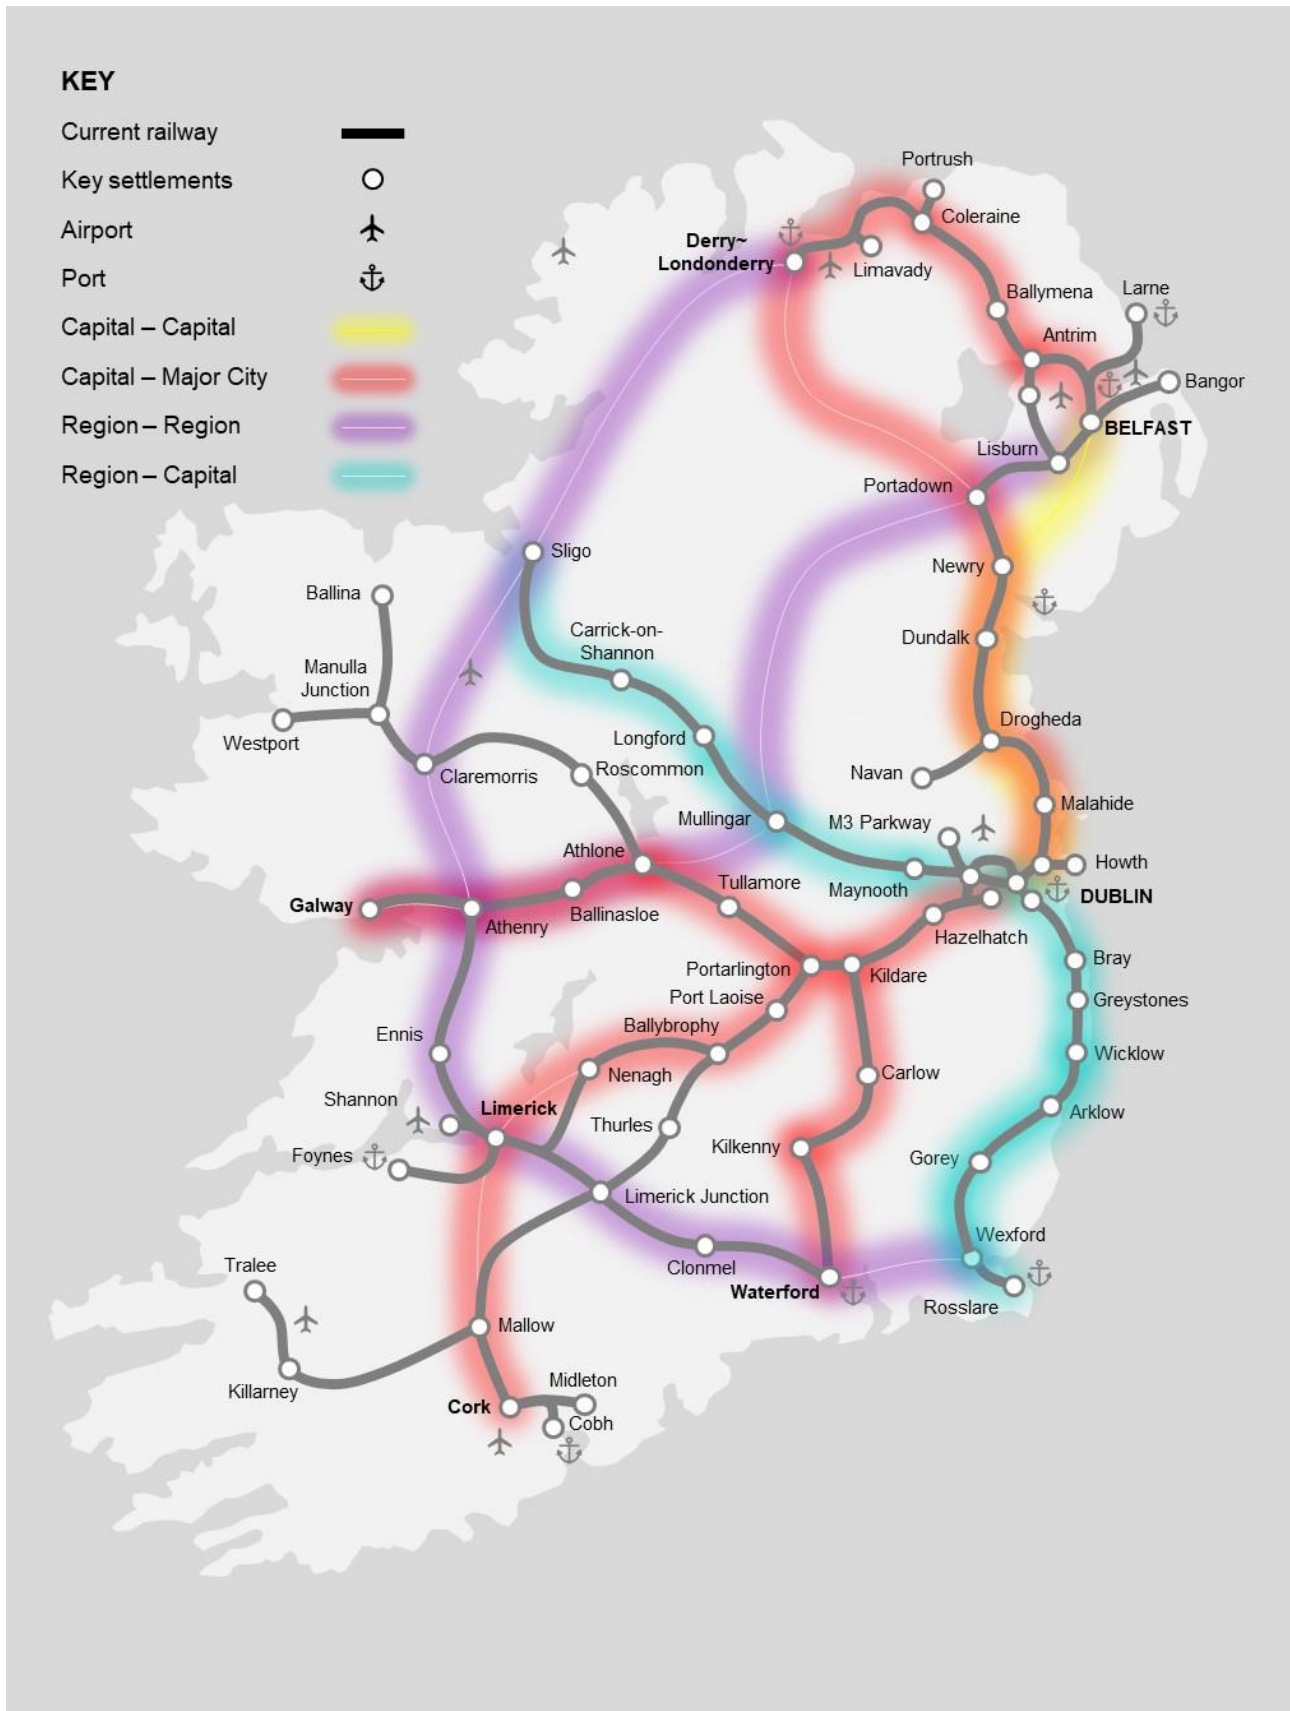 KEY
Current railway
Key settlements
Airport
Port
Capital – Capital
Capital – Major City
Region – Region
Region – Capital
Portrush
Coleraine
Derry~
Londonderry
Limavady
Ballymena
Larne
Antrim
Bangor
BELFAST
Lisburn
Portadown
Newry
Sligo
Ballina
Carrick-on-
Shannon
Dundalk
Manulla
Junction
Westport
Drogheda
Longford
Claremorris
Roscommon
Navan
Malahide
Mullingar
M3 Parkway
Athlone
Howth
Tullamore
Maynooth
DUBLIN
Galway
Ballinasloe
Athenry
Hazelhatch
Bray
Portarlington
Kildare
Port Laoise
Greystones
Ballybrophy
Ennis
Wicklow
Nenagh
Carlow
Shannon
Limerick
Arklow
Thurles
Kilkenny
Foynes
Gorey
Limerick Junction
Wexford
Tralee
Clonmel
Waterford
Rosslare
Mallow
Killarney
Midleton
Cork
Cobh